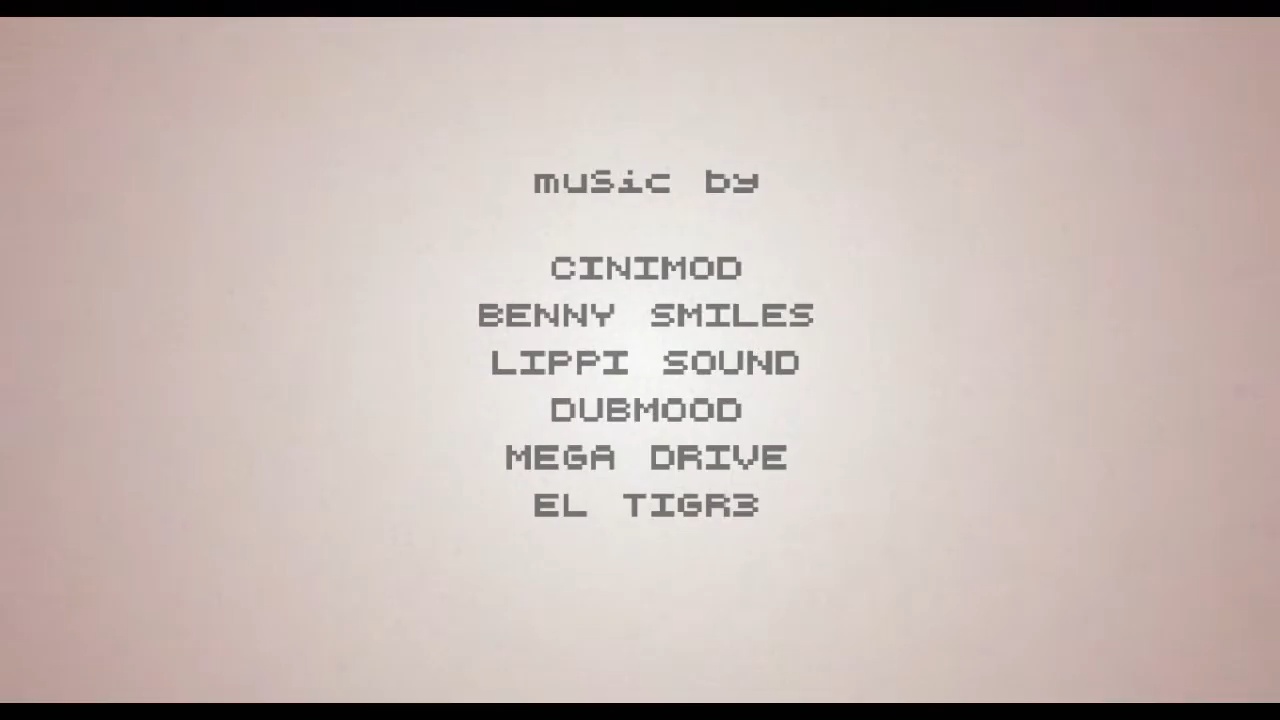 music by
CINIMOD
BENNY SMILES
LIPPI SOUND
DUBMOOD
MEGA DRIVE
EL TIGR3